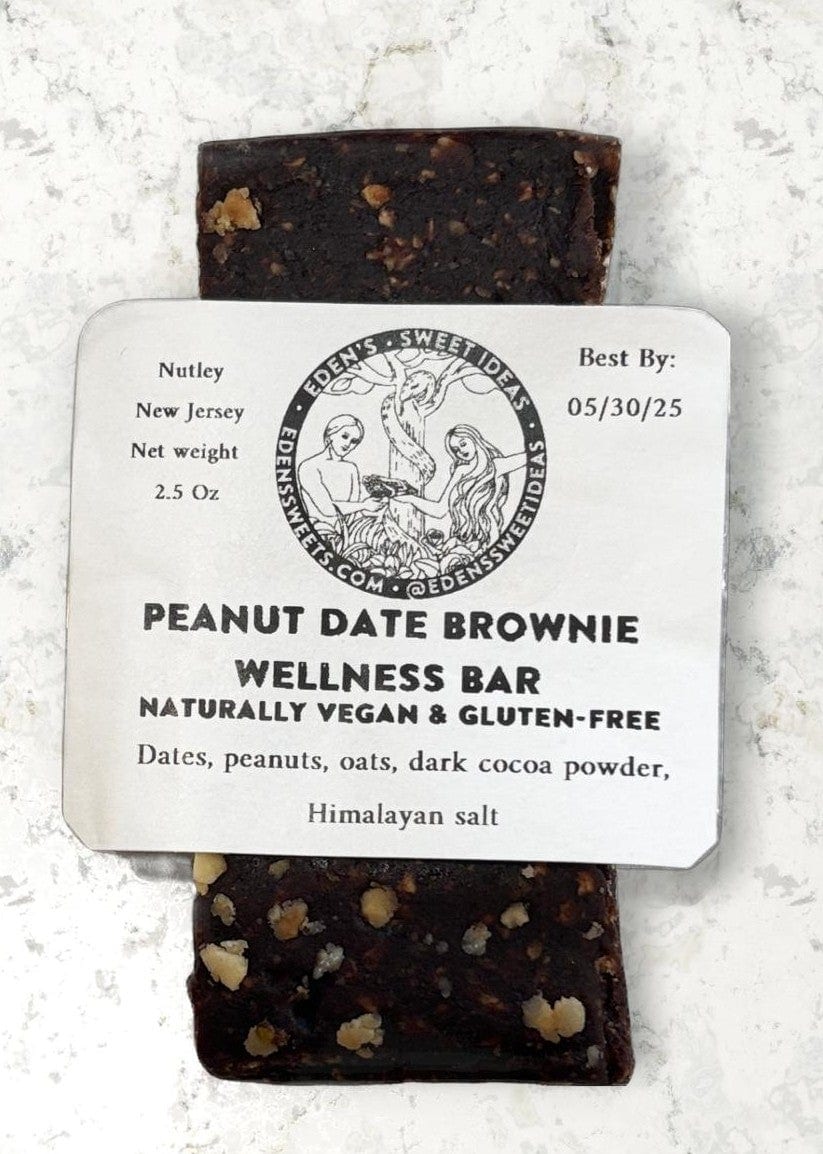 Nutley
New Jersey
Net weight
2.5 Oz
• EDEN'S • SWEET IDEAS •
EDENSSWEETS.COM • @EDENSSWEETIDEAS
Best By:
05/30/25
PEANUT DATE BROWNIE
WELLNESS BAR
NATURALLY VEGAN & GLUTEN-FREE
Dates, peanuts, oats, dark cocoa powder,
Himalayan salt